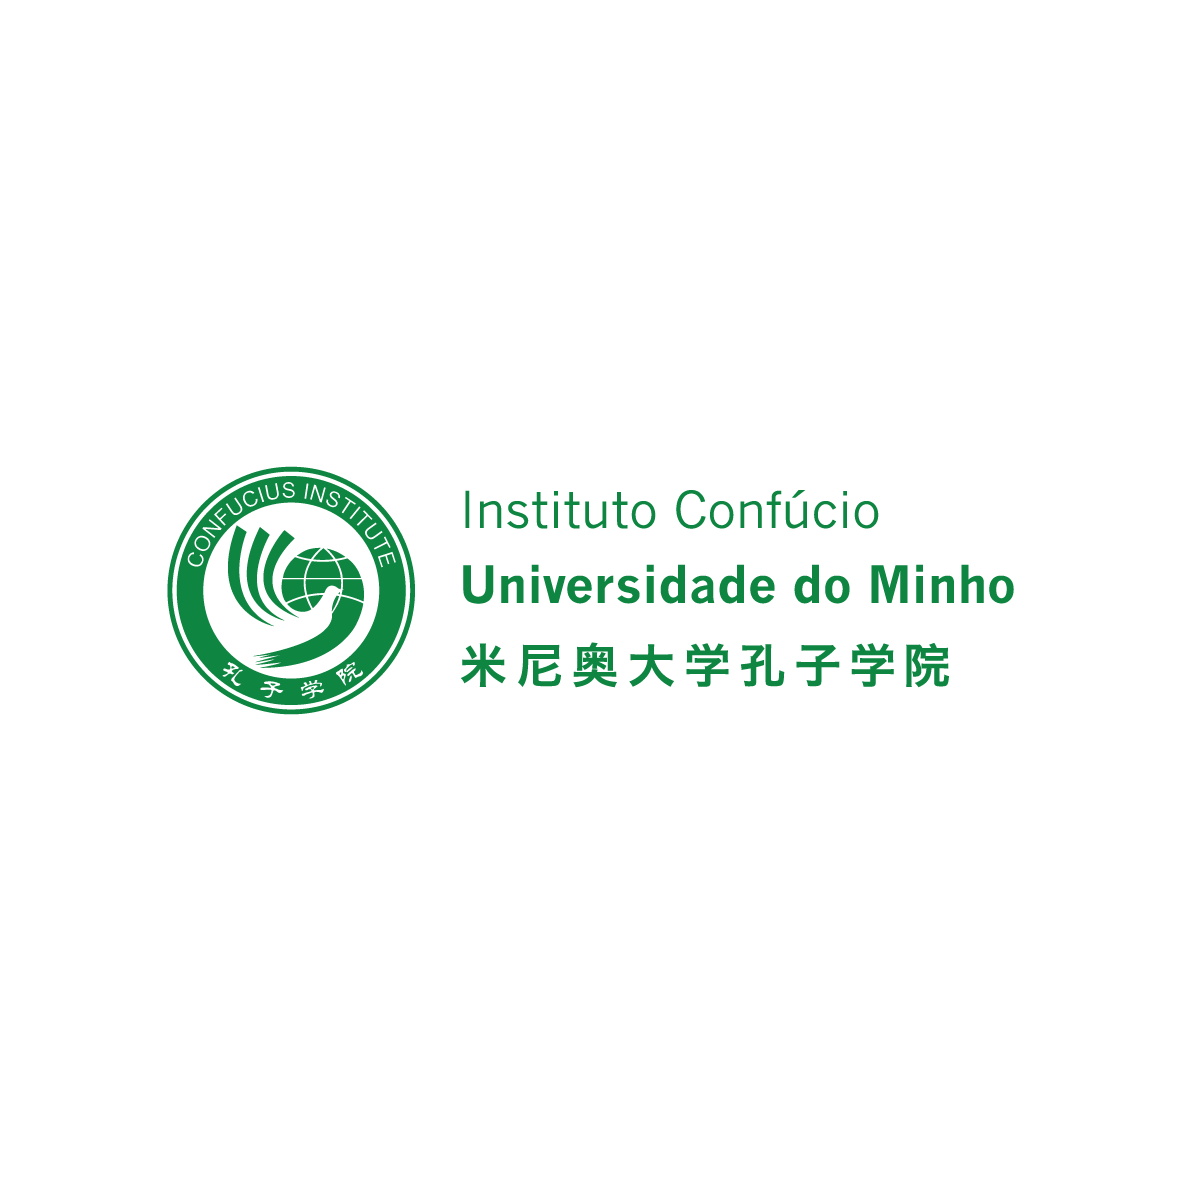 CONFUCIUS INSTITUTE
孔子学院
Instituto Confúcio
Universidade do Minho
米尼奥大学孔子学院